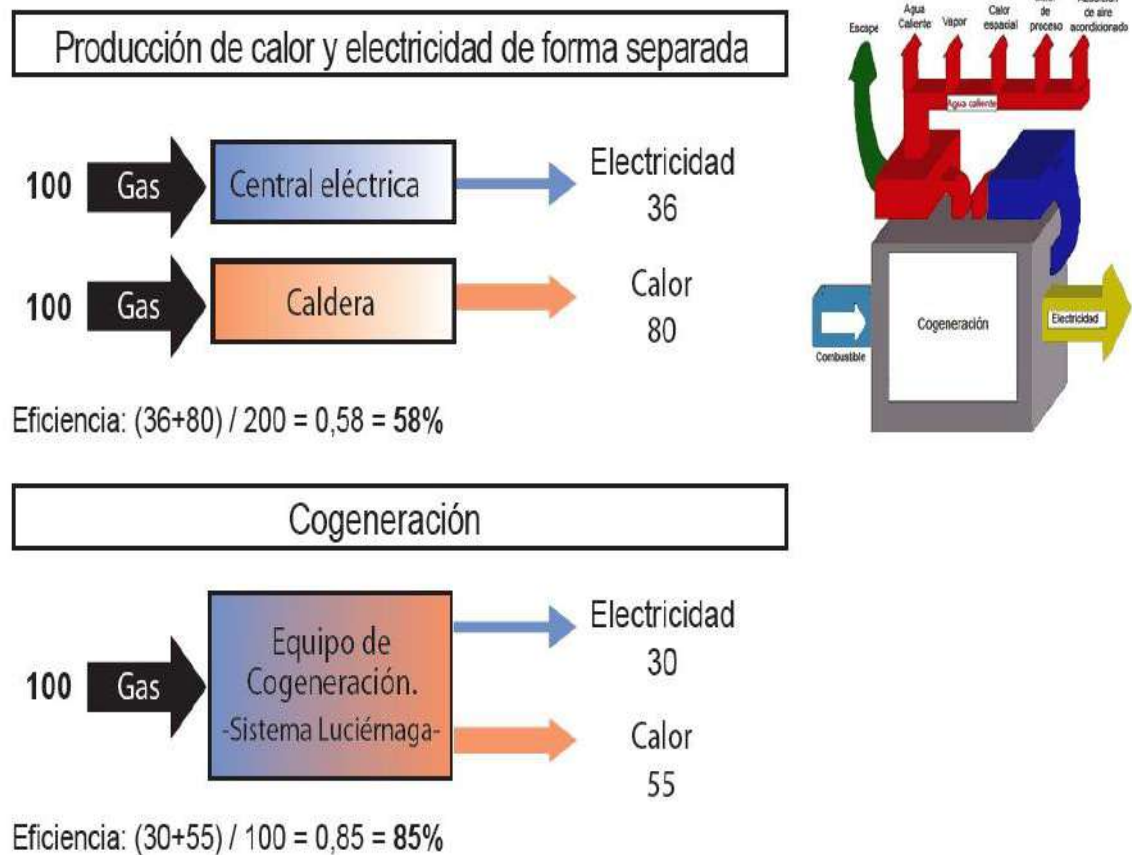 Producción de calor y electricidad de forma separada
100 Gas Central eléctrica Electricidad
36
100 Gas Caldera Calor
80
Eficiencia: (36+80) / 200 = 0,58 = 58%
Escape
Agua
Caliente
Vapor
Calor
espacial
de
proceso
de aire
acondicionado
Agua caliente
Combustible
Cogeneración
Electricidad
Cogeneración
100 Gas
Equipo de
Cogeneración.
-Sistema Luciérnaga-
Electricidad
30
Calor
55
Eficiencia: (30+55) / 100 = 0,85 = 85%